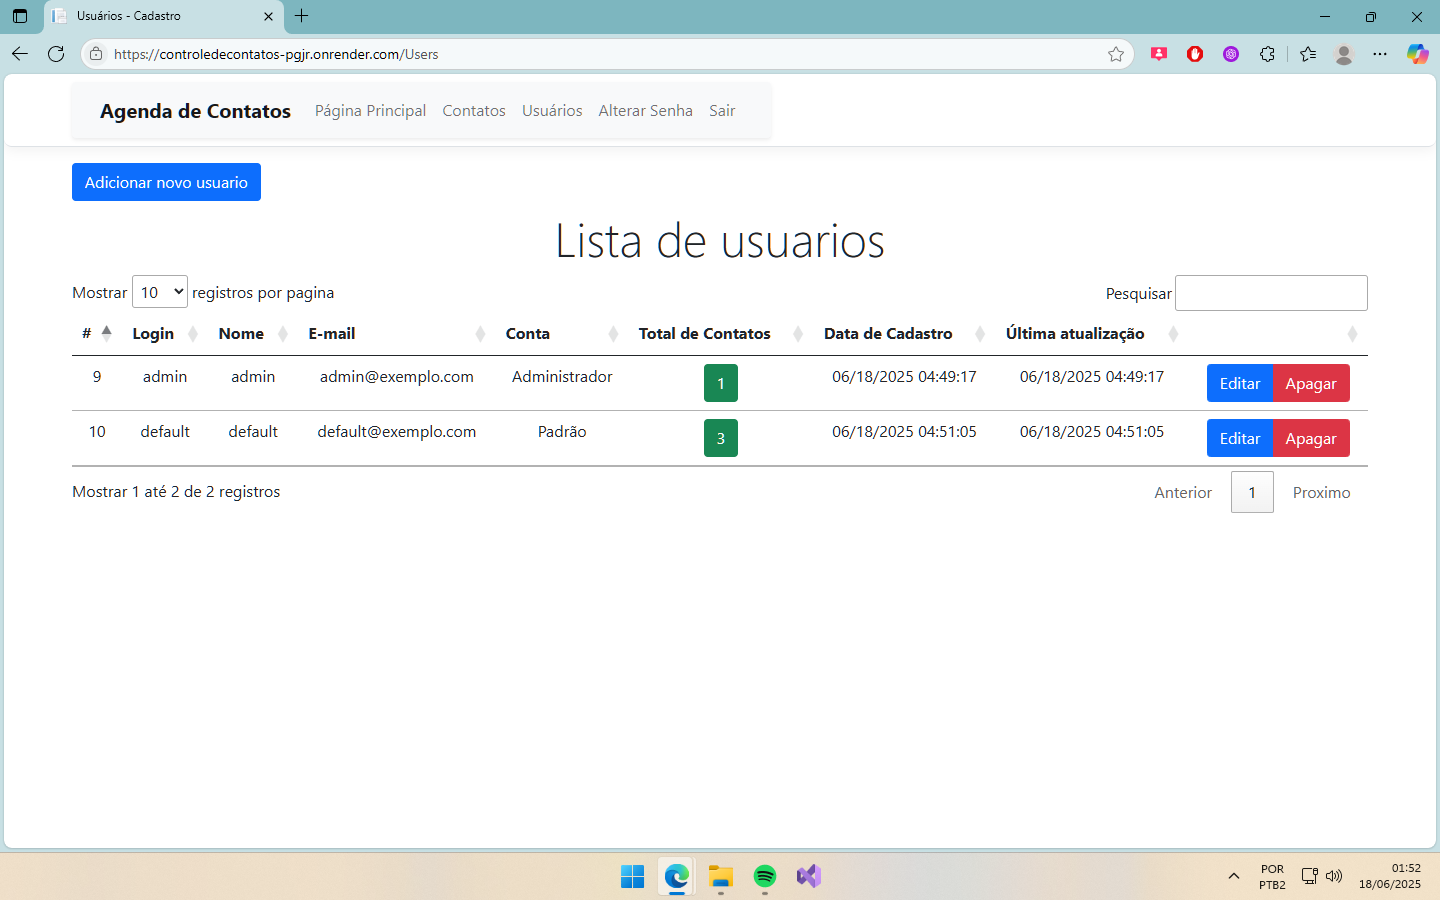 Usuários - Cadastro
https://controledecontatos-pgjr.onrender.com/Users
Agenda de Contatos Página Principal Contatos Usuários Alterar Senha Sair
Adicionar novo usuario
Lista de usuarios
Mostrar 10 registros por pagina Pesquisar
# Login Nome E-mail Conta Total de Contatos Data de Cadastro Última atualização
9 admin admin admin@exemplo.com Administrador 1 06/18/2025 04:49:17 06/18/2025 04:49:17 Editar Apagar
10 default default default@exemplo.com Padrão 3 06/18/2025 04:51:05 06/18/2025 04:51:05 Editar Apagar
Mostrar 1 até 2 de 2 registros Anterior 1 Proximo
POR 01:52
PTB2 18/06/2025